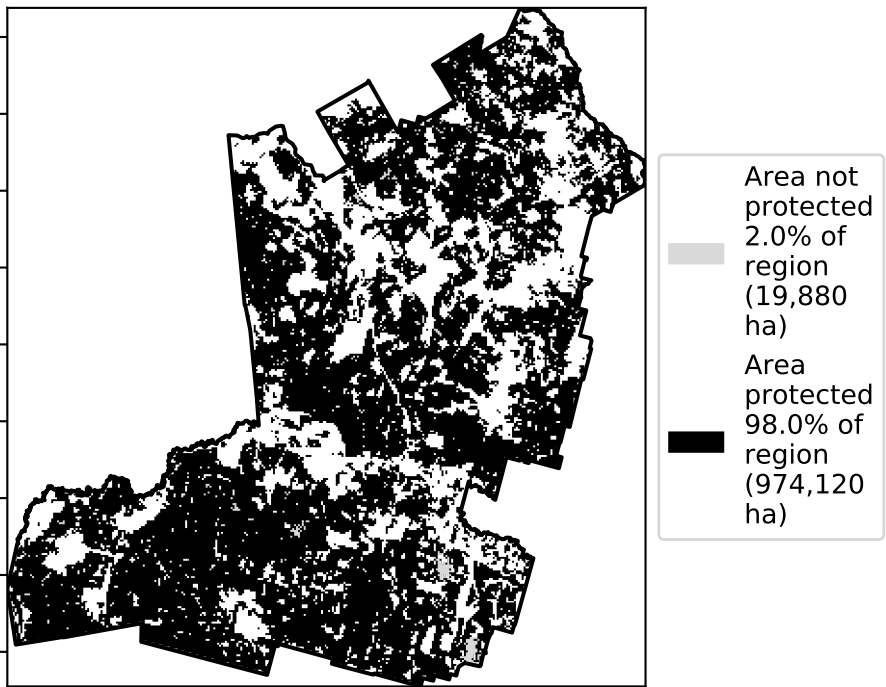 Area not
protected
2.0% of
region
(19,880
ha)
Area
protected
98.0% of
region
(974,120
ha)